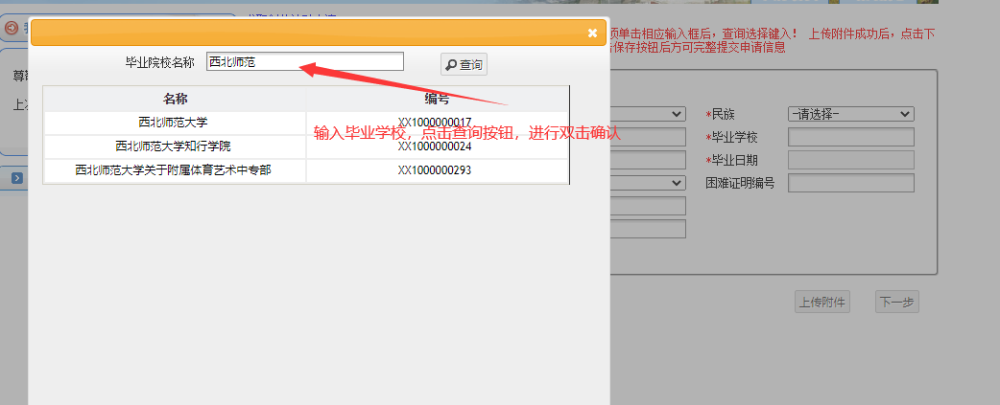 须单击相应输入框后，查询选择键入！ 上传附件成功后，点击下
保存按钮后方可完整提交申请信息
毕业院校名称 西北师范 查询
名称 编号
西北师范大学 XX1000000017
西北师范大学知行学院 XX1000000024
西北师范大学关于附属体育艺术中专部 XX1000000293
输入毕业学校，点击查询按钮，进行双击确认
*民族 --请选择--
*毕业学校
*毕业日期
困难证明编号
上传附件 下一步